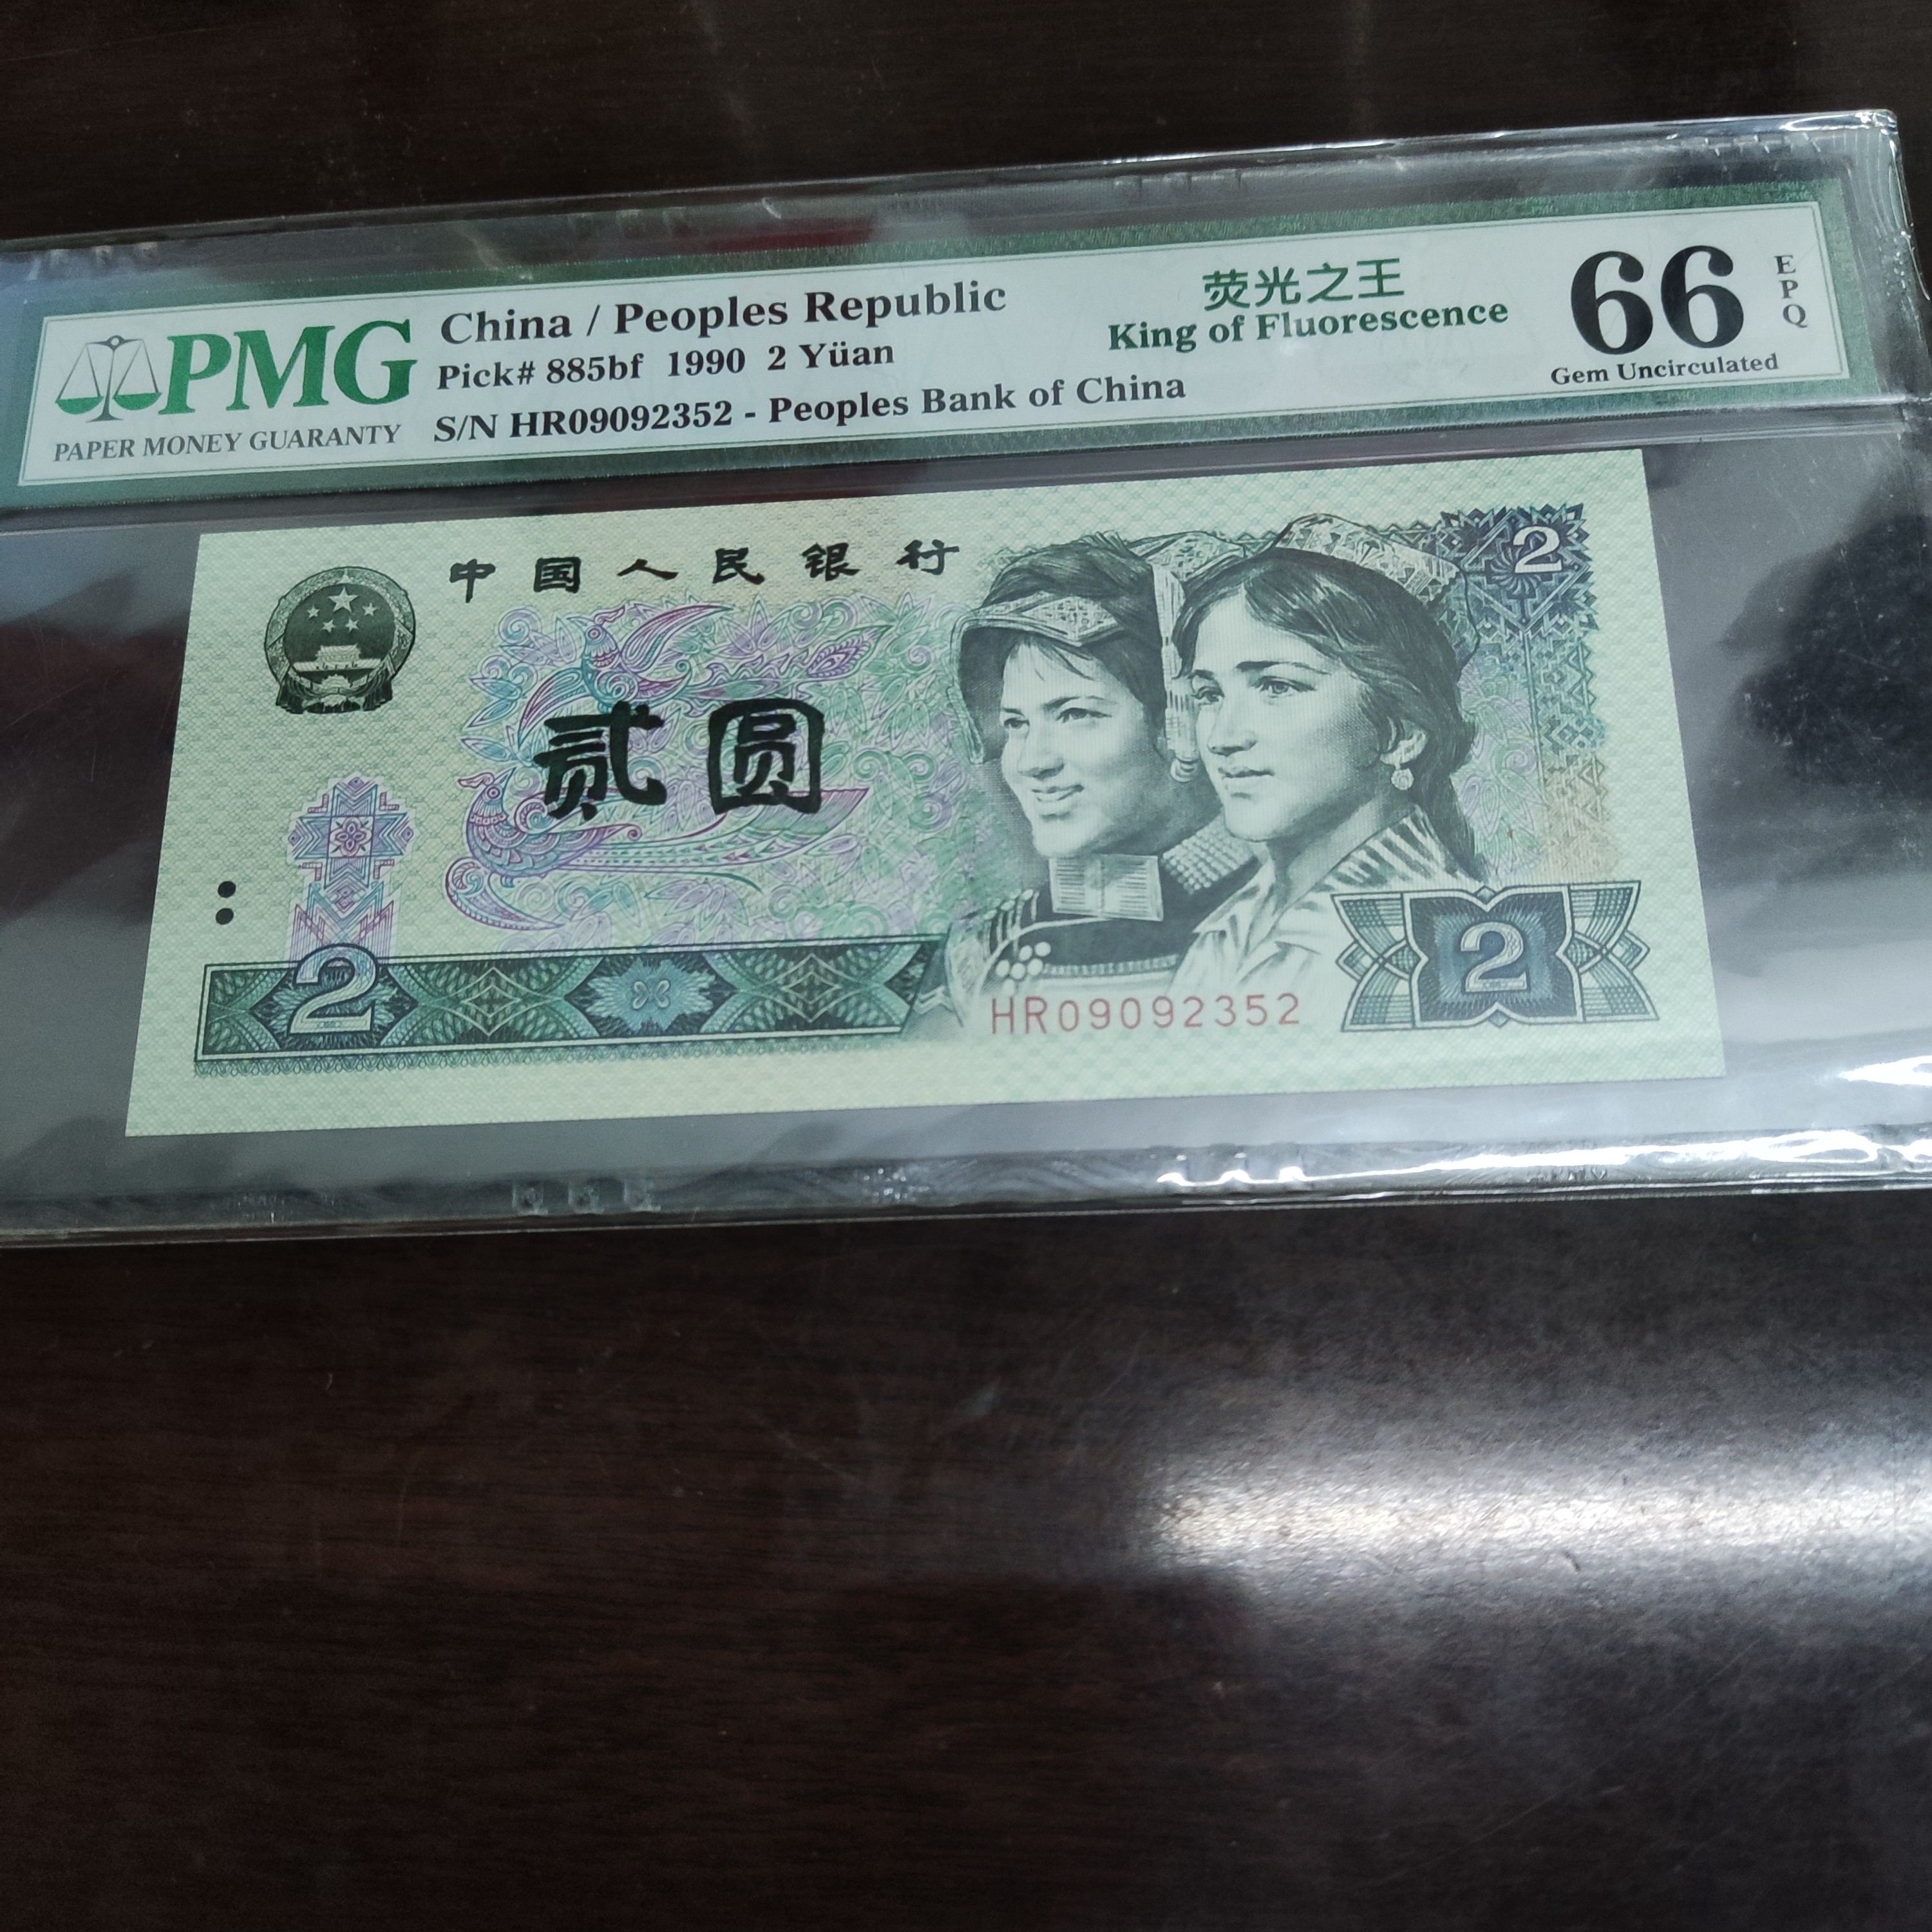 PMG
PAPER MONEY GUARANTY
China / Peoples Republic
Pick# 885bf 1990 2 Yüan
S/N HR09092352 - Peoples Bank of China
荧光之王
King of Fluorescence
66
EPQ
Gem Uncirculated
中国人民银行
2
贰圆
2
HR09092352
2